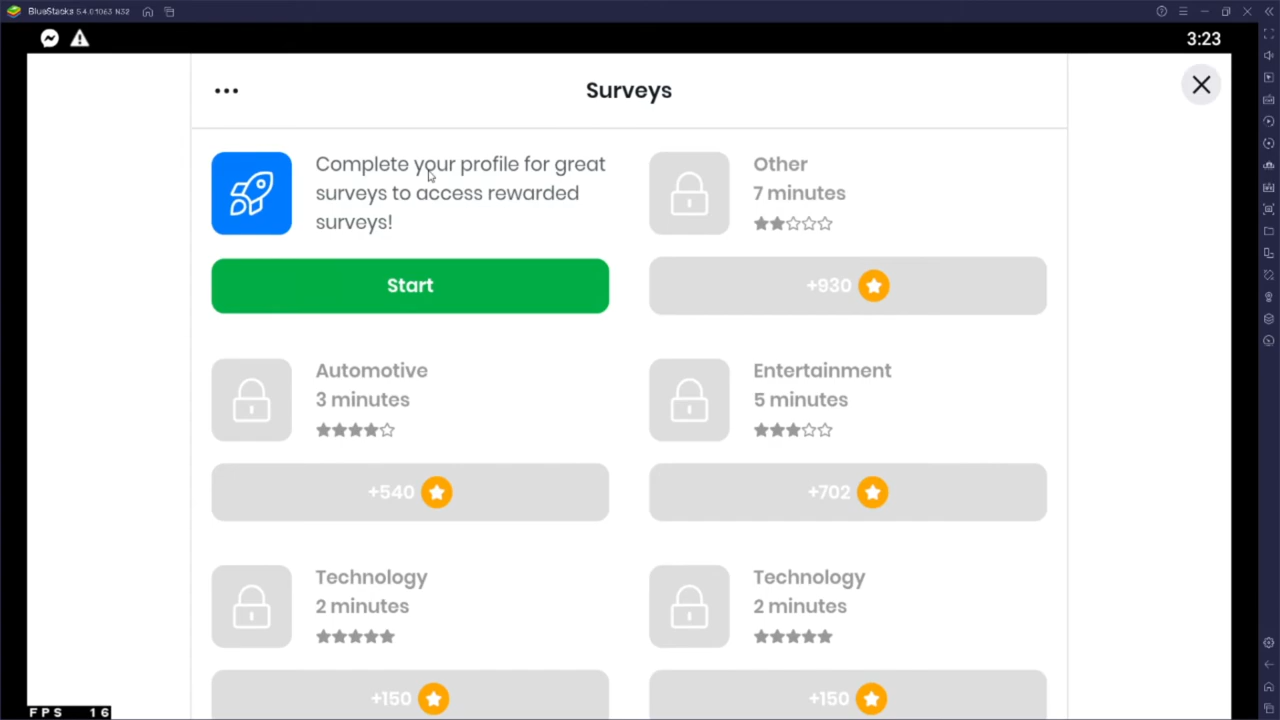 BlueStacks 5.4.0.1063 N32
3:23
Surveys
Complete your profile for great
surveys to access rewarded
surveys!
Start
Other
7 minutes
+930
Automotive
3 minutes
+540
Entertainment
5 minutes
+702
Technology
2 minutes
+150
Technology
2 minutes
+150
FPS 16